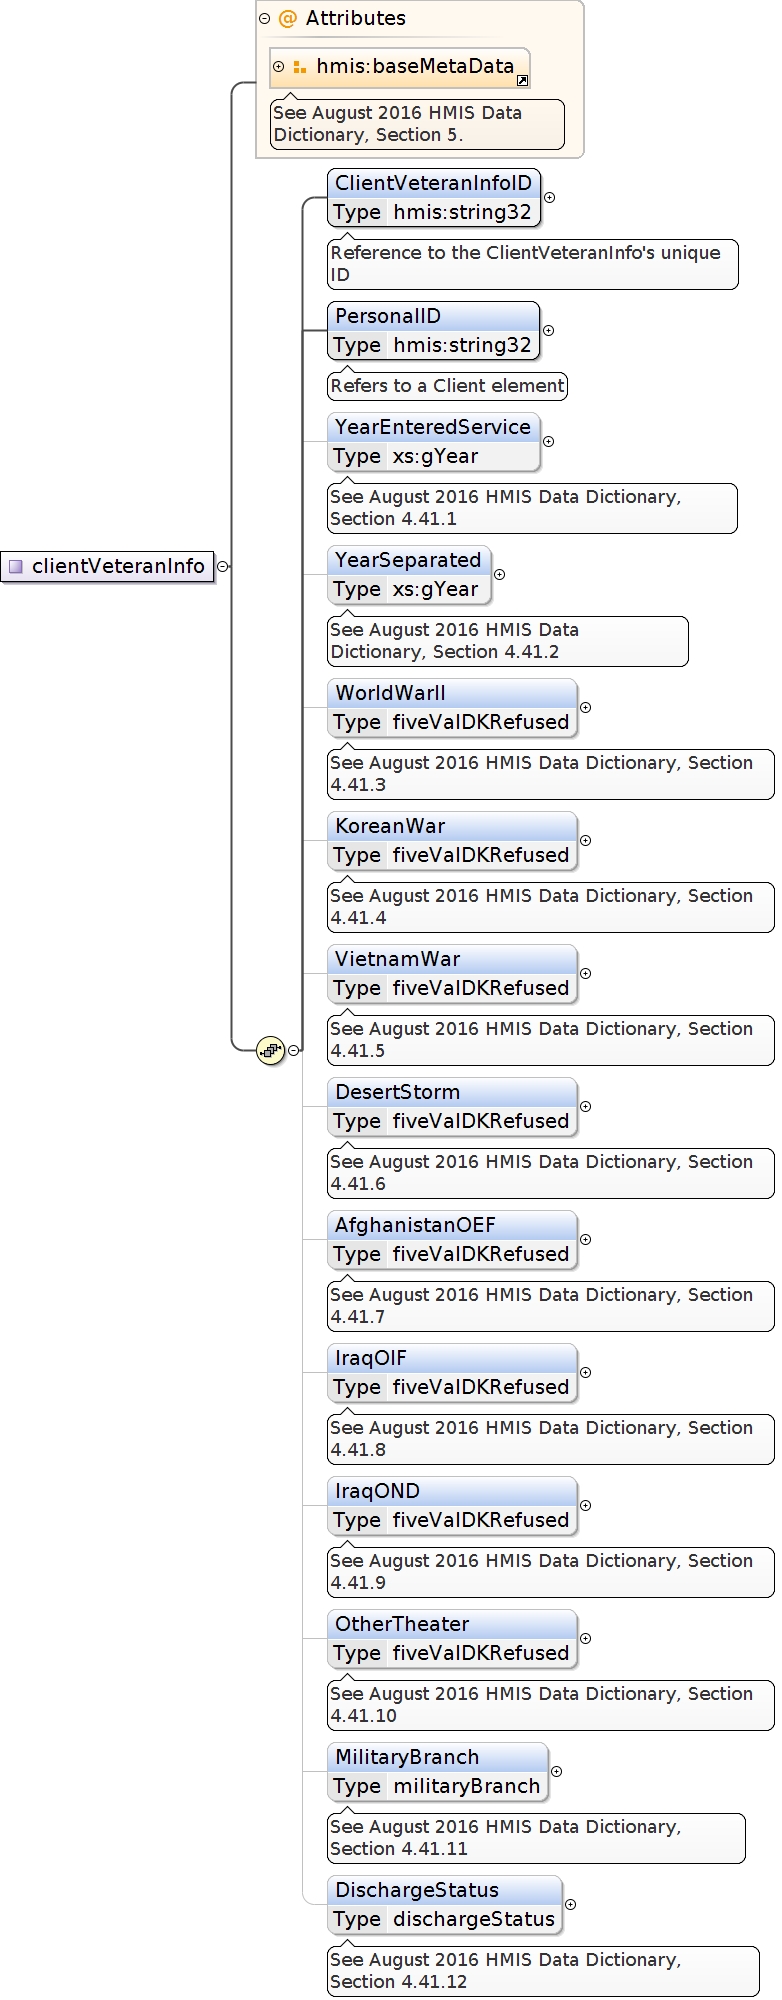 @ Attributes
hmis:baseMetaData
See August 2016 HMIS Data
Dictionary, Section 5.
ClientVeteranInfoID
Type hmis:string32
Reference to the ClientVeteranInfo's unique
ID
PersonalID
Type hmis:string32
Refers to a Client element
YearEnteredService
Type xs:gYear
See August 2016 HMIS Data Dictionary,
Section 4.41.1
clientVeteranInfo
YearSeparated
Type xs:gYear
See August 2016 HMIS Data
Dictionary, Section 4.41.2
WorldWarII
Type fiveValDKRefused
See August 2016 HMIS Data Dictionary, Section
4.41.3
KoreanWar
Type fiveValDKRefused
See August 2016 HMIS Data Dictionary, Section
4.41.4
VietnamWar
Type fiveValDKRefused
See August 2016 HMIS Data Dictionary, Section
4.41.5
DesertStorm
Type fiveValDKRefused
See August 2016 HMIS Data Dictionary, Section
4.41.6
AfghanistanOEF
Type fiveValDKRefused
See August 2016 HMIS Data Dictionary, Section
4.41.7
IraqOIF
Type fiveValDKRefused
See August 2016 HMIS Data Dictionary, Section
4.41.8
IraqOND
Type fiveValDKRefused
See August 2016 HMIS Data Dictionary, Section
4.41.9
OtherTheater
Type fiveValDKRefused
See August 2016 HMIS Data Dictionary, Section
4.41.10
MilitaryBranch
Type militaryBranch
See August 2016 HMIS Data Dictionary,
Section 4.41.11
DischargeStatus
Type dischargeStatus
See August 2016 HMIS Data Dictionary,
Section 4.41.12